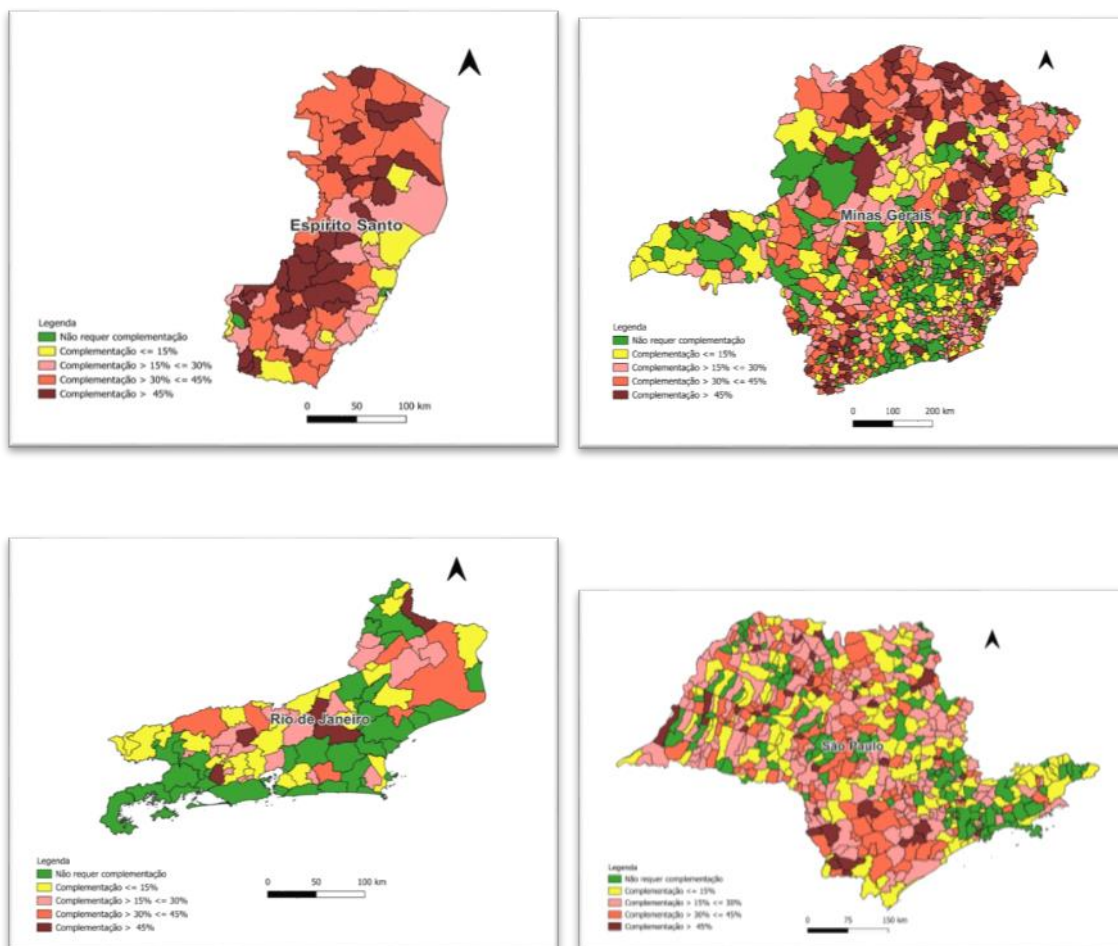 Espírito Santo
Legenda
Não requer complementação
Complementação <= 15%
Complementação > 15% <= 30%
Complementação > 30% <= 45%
Complementação > 45%
0 50 100 km
Minas Gerais
Legenda
Não requer complementação
Complementação <= 15%
Complementação > 15% <= 30%
Complementação > 30% <= 45%
Complementação > 45%
0 100 200 km
Rio de Janeiro
Legenda
Não requer complementação
Complementação <= 15%
Complementação > 15% <= 30%
Complementação > 30% <= 45%
Complementação > 45%
0 50 100 km
São Paulo
Legenda
Não requer complementação
Complementação <= 15%
Complementação > 15% <= 30%
Complementação > 30% <= 45%
Complementação > 45%
0 75 150 km